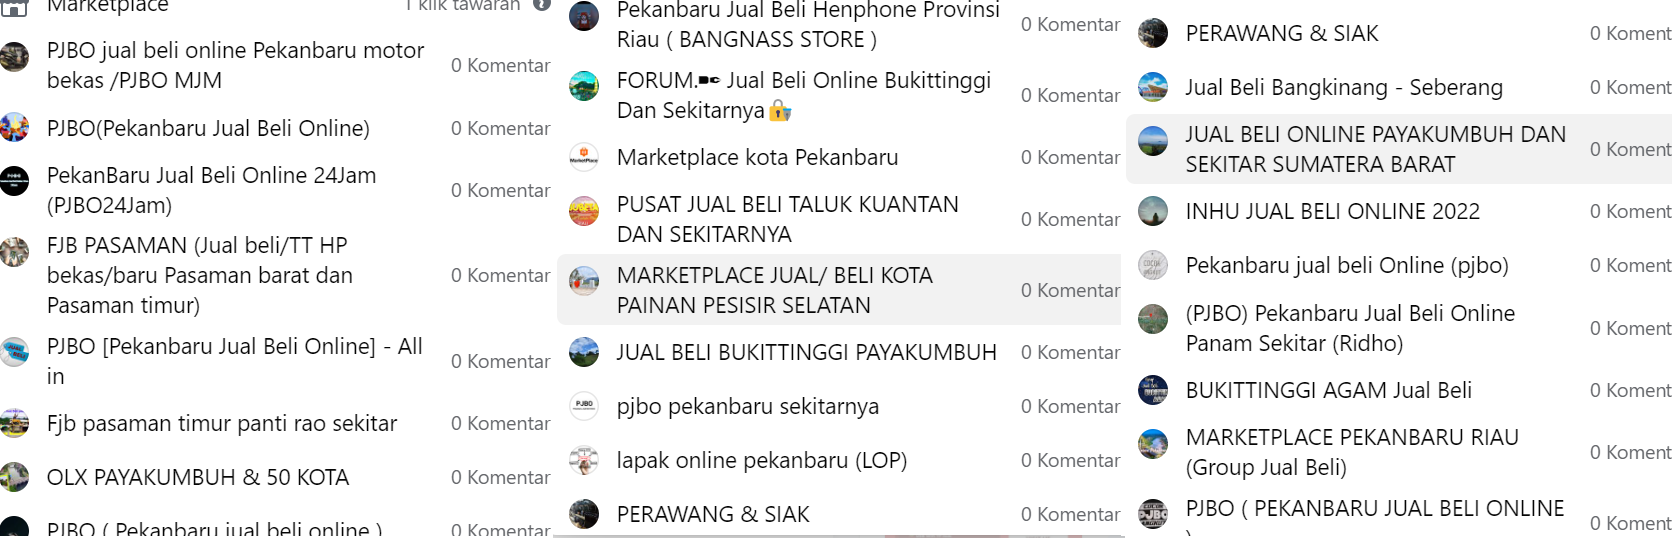 Marketplace
1 klik tawaran
PJBO jual beli online Pekanbaru motor
bekas /PJBO MJM
0 Komentar
PJBO(Pekanbaru Jual Beli Online)
0 Komentar
PekanBaru Jual Beli Online 24Jam
(PJBO24Jam)
0 Komentar
FJB PASAMAN (Jual beli/TT HP
bekas/baru Pasaman barat dan
Pasaman timur)
0 Komentar
PJBO [Pekanbaru Jual Beli Online] - All
in
0 Komentar
Fjb pasaman timur panti rao sekitar
0 Komentar
OLX PAYAKUMBUH & 50 KOTA
0 Komentar
PJBO ( Pekanbaru jual beli online )
0 Komentar
Pekanbaru Jual Beli Henphone Provinsi
Riau ( BANGNASS STORE )
0 Komentar
FORUM. Jual Beli Online Bukittinggi
Dan Sekitarnya🔐
0 Komentar
MarketPlace
Marketplace kota Pekanbaru
0 Komentar
PUSAT JUAL BELI TALUK KUANTAN
DAN SEKITARNYA
0 Komentar
MARKETPLACE JUAL/ BELI KOTA
PAINAN PESISIR SELATAN
0 Komentar
JUAL BELI BUKITTINGGI PAYAKUMBUH
0 Komentar
PJBO
pjbo pekanbaru sekitarnya
0 Komentar
lapak online pekanbaru (LOP)
0 Komentar
PERAWANG & SIAK
0 Komentar
PERAWANG & SIAK
0 Koment
Jual Beli Bangkinang - Seberang
0 Koment
JUAL BELI ONLINE PAYAKUMBUH DAN
SEKITAR SUMATERA BARAT
0 Koment
INHU JUAL BELI ONLINE 2022
0 Koment
Pekanbaru jual beli Online (pjbo)
0 Koment
(PJBO) Pekanbaru Jual Beli Online
Panam Sekitar (Ridho)
0 Koment
BUKITTINGGI AGAM Jual Beli
0 Koment
MARKETPLACE PEKANBARU RIAU
(Group Jual Beli)
0 Koment
PJBO
PJBO ( PEKANBARU JUAL BELI ONLINE
)
0 Koment